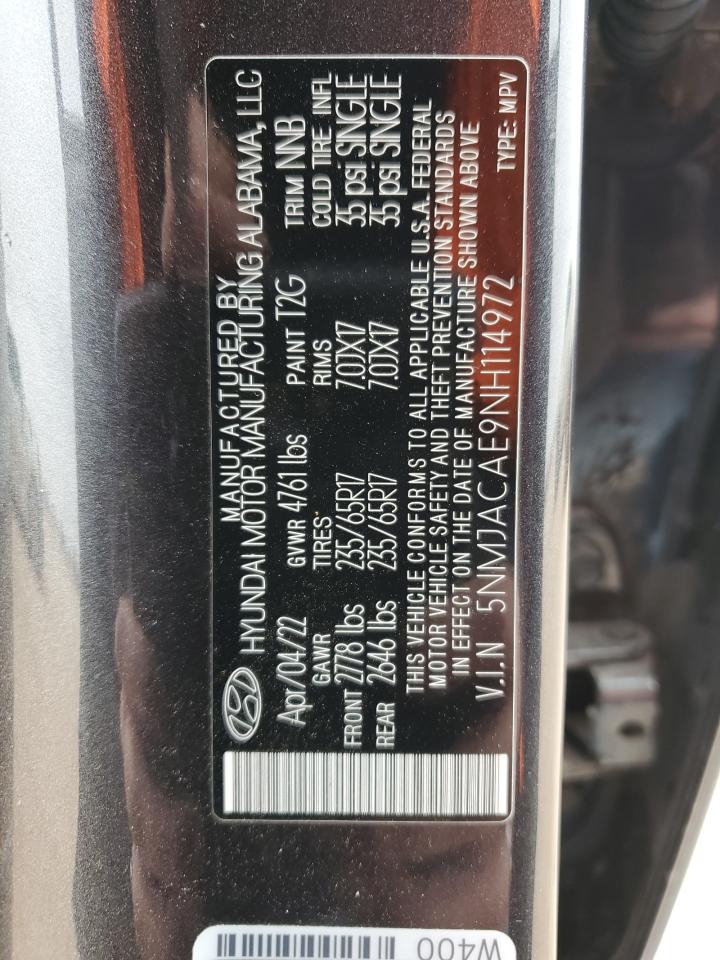 MANUFACTURED BY
HYUNDAI MOTOR MANUFACTURING ALABAMA, LLC
Apr/04/22 GVWR 4761 lbs PAINT T2G TRIM NNB
GAWR TIRES RIMS COLD TIRE INFL
FRONT 2778 lbs 235/65R17 7.0JX17 35 psi SINGLE
REAR 2646 lbs 235/65R17 7.0JX17 35 psi SINGLE
THIS VEHICLE CONFORMS TO ALL APPLICABLE U.S.A. FEDERAL
MOTOR VEHICLE SAFETY AND THEFT PREVENTION STANDARDS
IN EFFECT ON THE DATE OF MANUFACTURE SHOWN ABOVE
V.I.N 5NMJACAE9NH114972 TYPE: MPV
W400